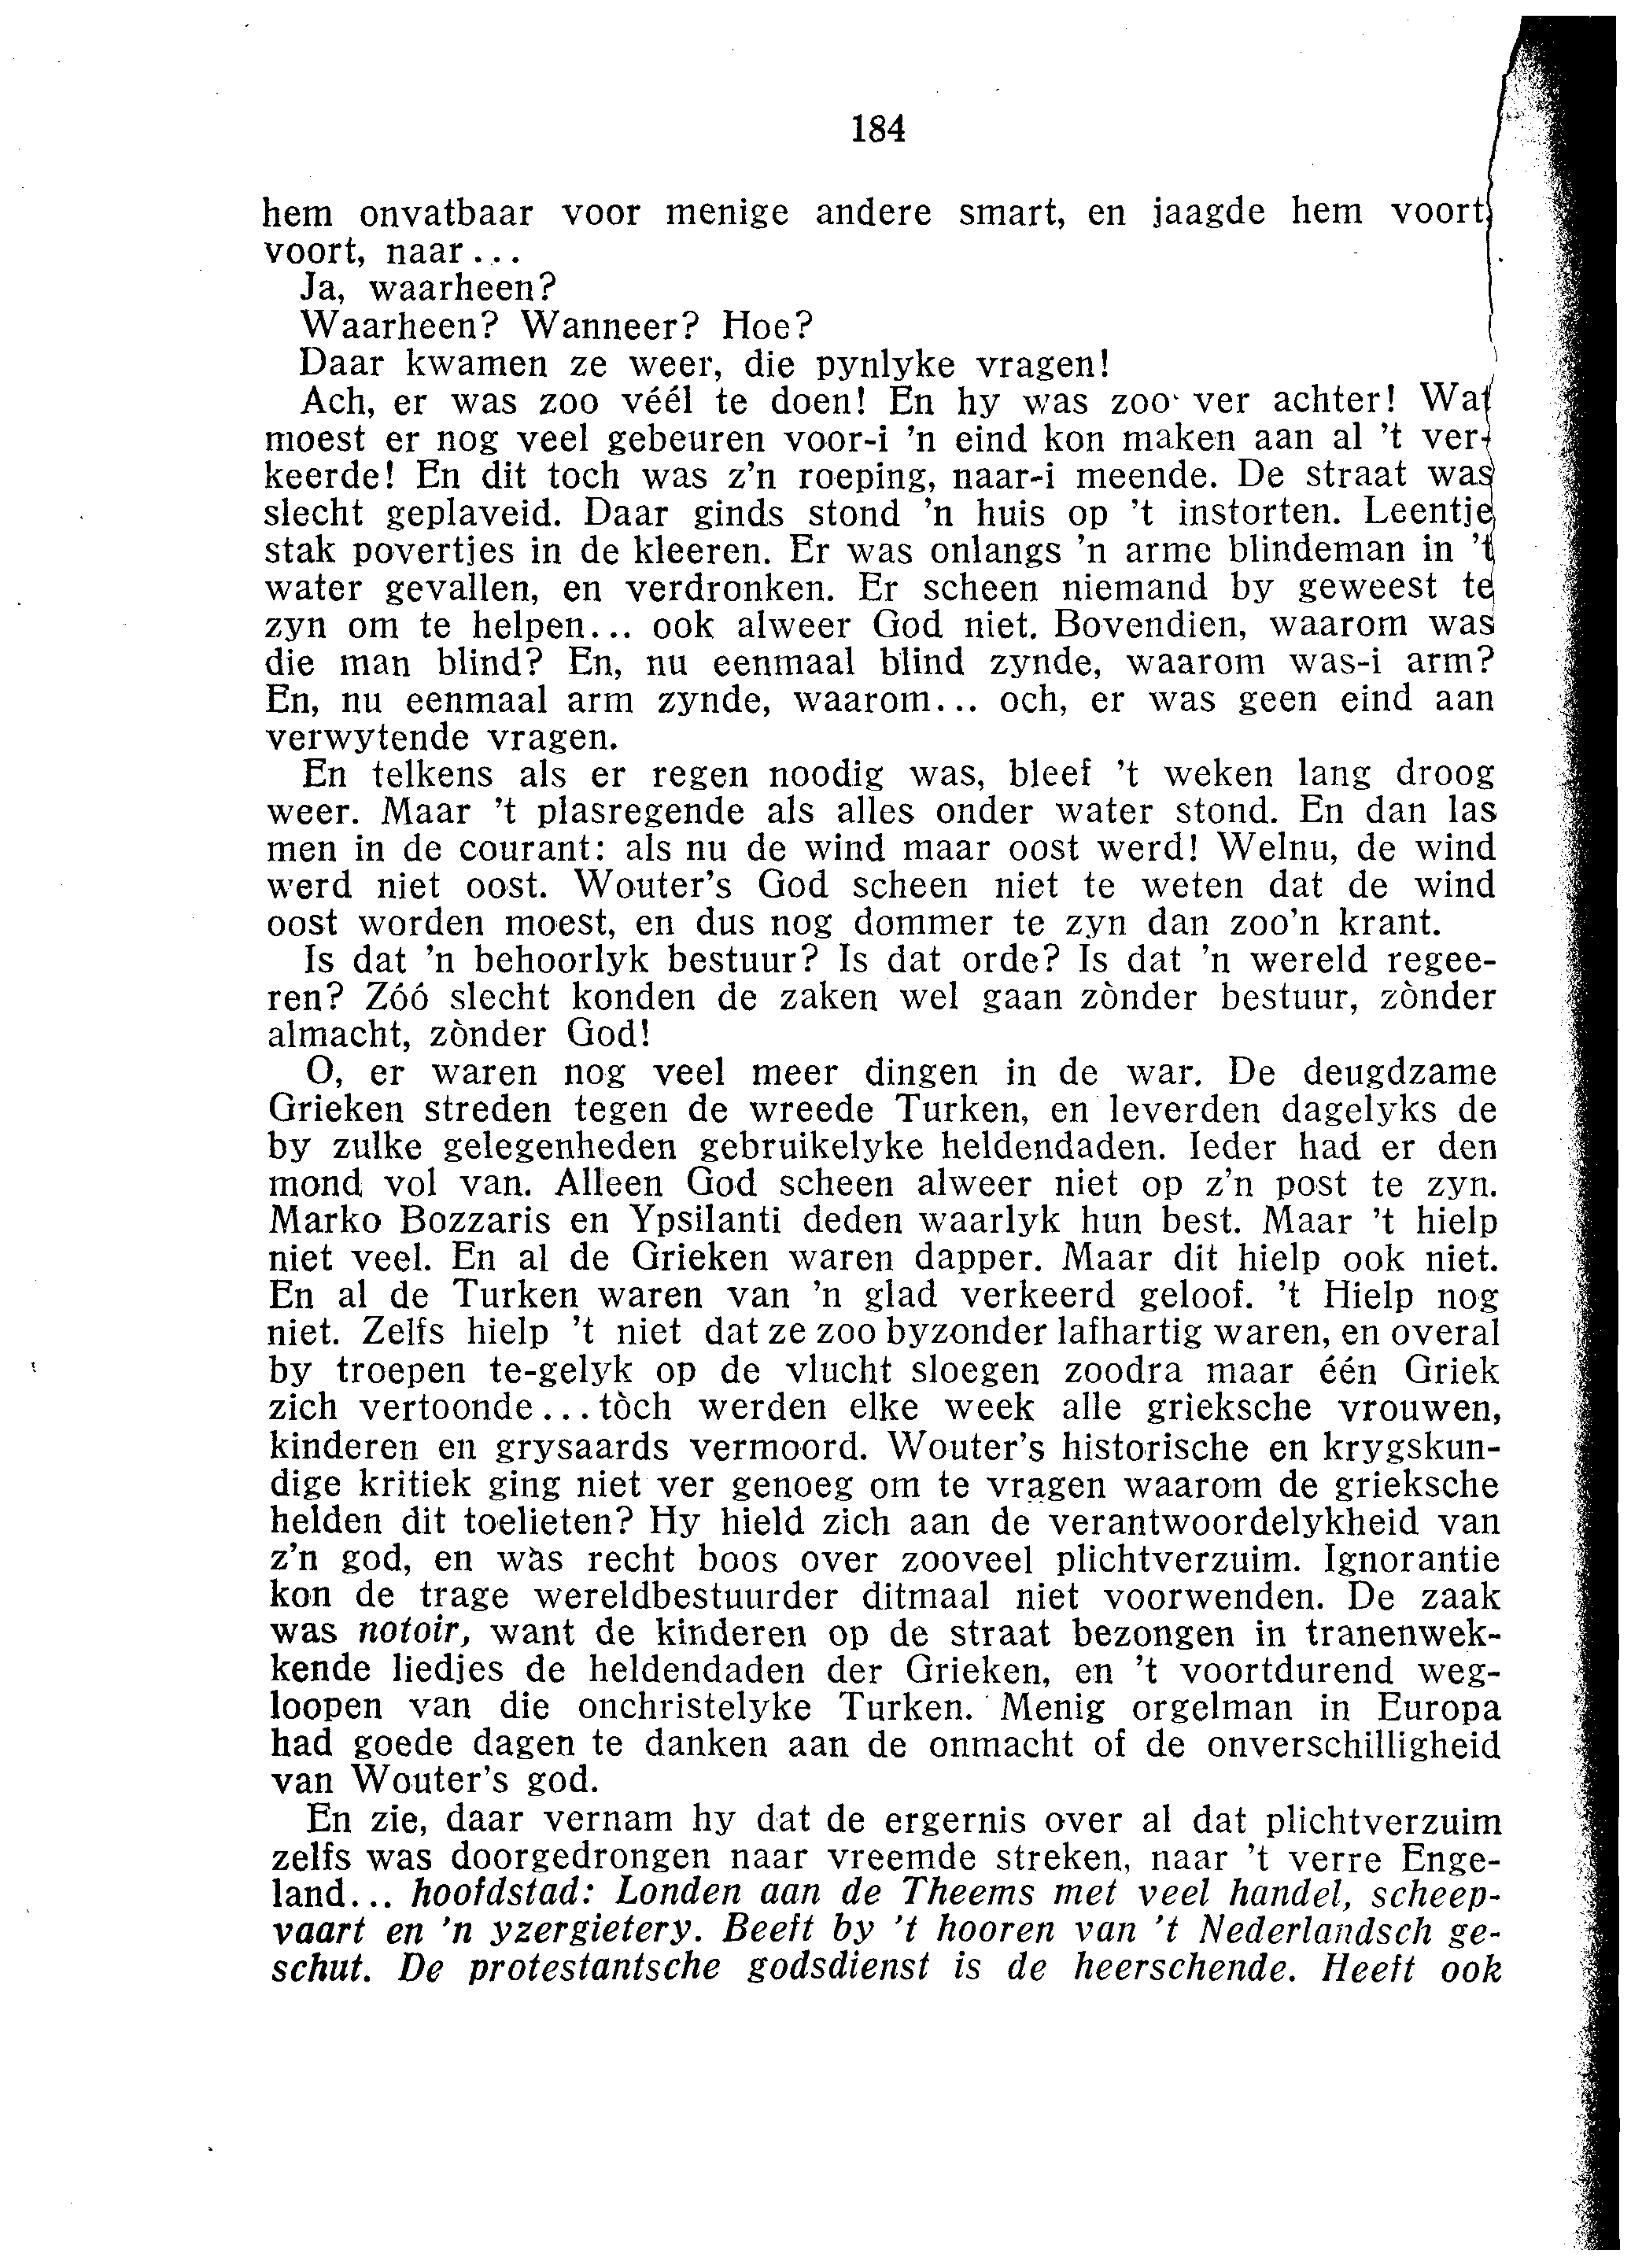 184
hem onvatbaar voor menige andere smart, en jaagde hem voort,
voort, naar...
Ja, waarheen?
Waarheen? Wanneer? Hoe?
Daar kwamen ze weer, die pynlyke vragen!
Ach, er was zoo véél te doen! En hy was zoo ver achter! Wat
moest er nog veel gebeuren voor-i 'n eind kon maken aan al 't ver-
keerde! En dit toch was z'n roeping, naar-i meende. De straat was
slecht geplaveid. Daar ginds stond 'n huis op 't instorten. Leentje
stak povertjes in de kleeren. Er was onlangs 'n arme blindeman in 't
water gevallen, en verdronken. Er scheen niemand by geweest te
zyn om te helpen... ook alweer God niet. Bovendien, waarom was
die man blind? En, nu eenmaal blind zynde, waarom was-i arm?
En, nu eenmaal arm zynde, waarom... och, er was geen eind aan
verwytende vragen.
En telkens als er regen noodig was, bleef 't weken lang droog
weer. Maar 't plasregende als alles onder water stond. En dan las
men in de courant: als nu de wind maar oost werd! Welnu, de wind
werd niet oost. Wouter's God scheen niet te weten dat de wind
oost worden moest, en dus nog dommer te zyn dan zoo'n krant.
Is dat 'n behoorlyk bestuur? Is dat orde? Is dat 'n wereld regee-
ren? Zóó slecht konden de zaken wel gaan zònder bestuur, zònder
almacht, zònder God!
O, er waren nog veel meer dingen in de war. De deugdzame
Grieken streden tegen de wreede Turken, en leverden dagelyks de
by zulke gelegenheden gebruikelyke heldendaden. Ieder had er den
mond vol van. Alleen God scheen alweer niet op z'n post te zyn.
Marko Bozzaris en Ypsilanti deden waarlyk hun best. Maar 't hielp
niet veel. En al de Grieken waren dapper. Maar dit hielp ook niet.
En al de Turken waren van 'n glad verkeerd geloof. 't Hielp nog
niet. Zelfs hielp 't niet dat ze zoo byzonder lafhartig waren, en overal
by troepen te-gelyk op de vlucht sloegen zoodra maar één Griek
zich vertoonde... tòch werden elke week alle grieksche vrouwen,
kinderen en grysaards vermoord. Wouter's historische en krygskun-
dige kritiek ging niet ver genoeg om te vragen waarom de grieksche
helden dit toelieten? Hy hield zich aan de verantwoordelykheid van
z'n god, en was recht boos over zooveel plichtverzuim. Ignorantie
kon de trage wereldbestuurder ditmaal niet voorwenden. De zaak
was notoir, want de kinderen op de straat bezongen in tranenwek-
kende liedjes de heldendaden der Grieken, en 't voortdurend weg-
loopen van die onchristelyke Turken. Menig orgelman in Europa
had goede dagen te danken aan de onmacht of de onverschilligheid
van Wouter's god.
En zie, daar vernam hy dat de ergernis over al dat plichtverzuim
zelfs was doorgedrongen naar vreemde streken, naar 't verre Enge-
land... hoofdstad: Londen aan de Theems met veel handel, scheep-
vaart en 'n yzergietery. Beeft by 't hooren van 't Nederlandsch ge-
schut. De protestantsche godsdienst is de heerschende. Heeft ook